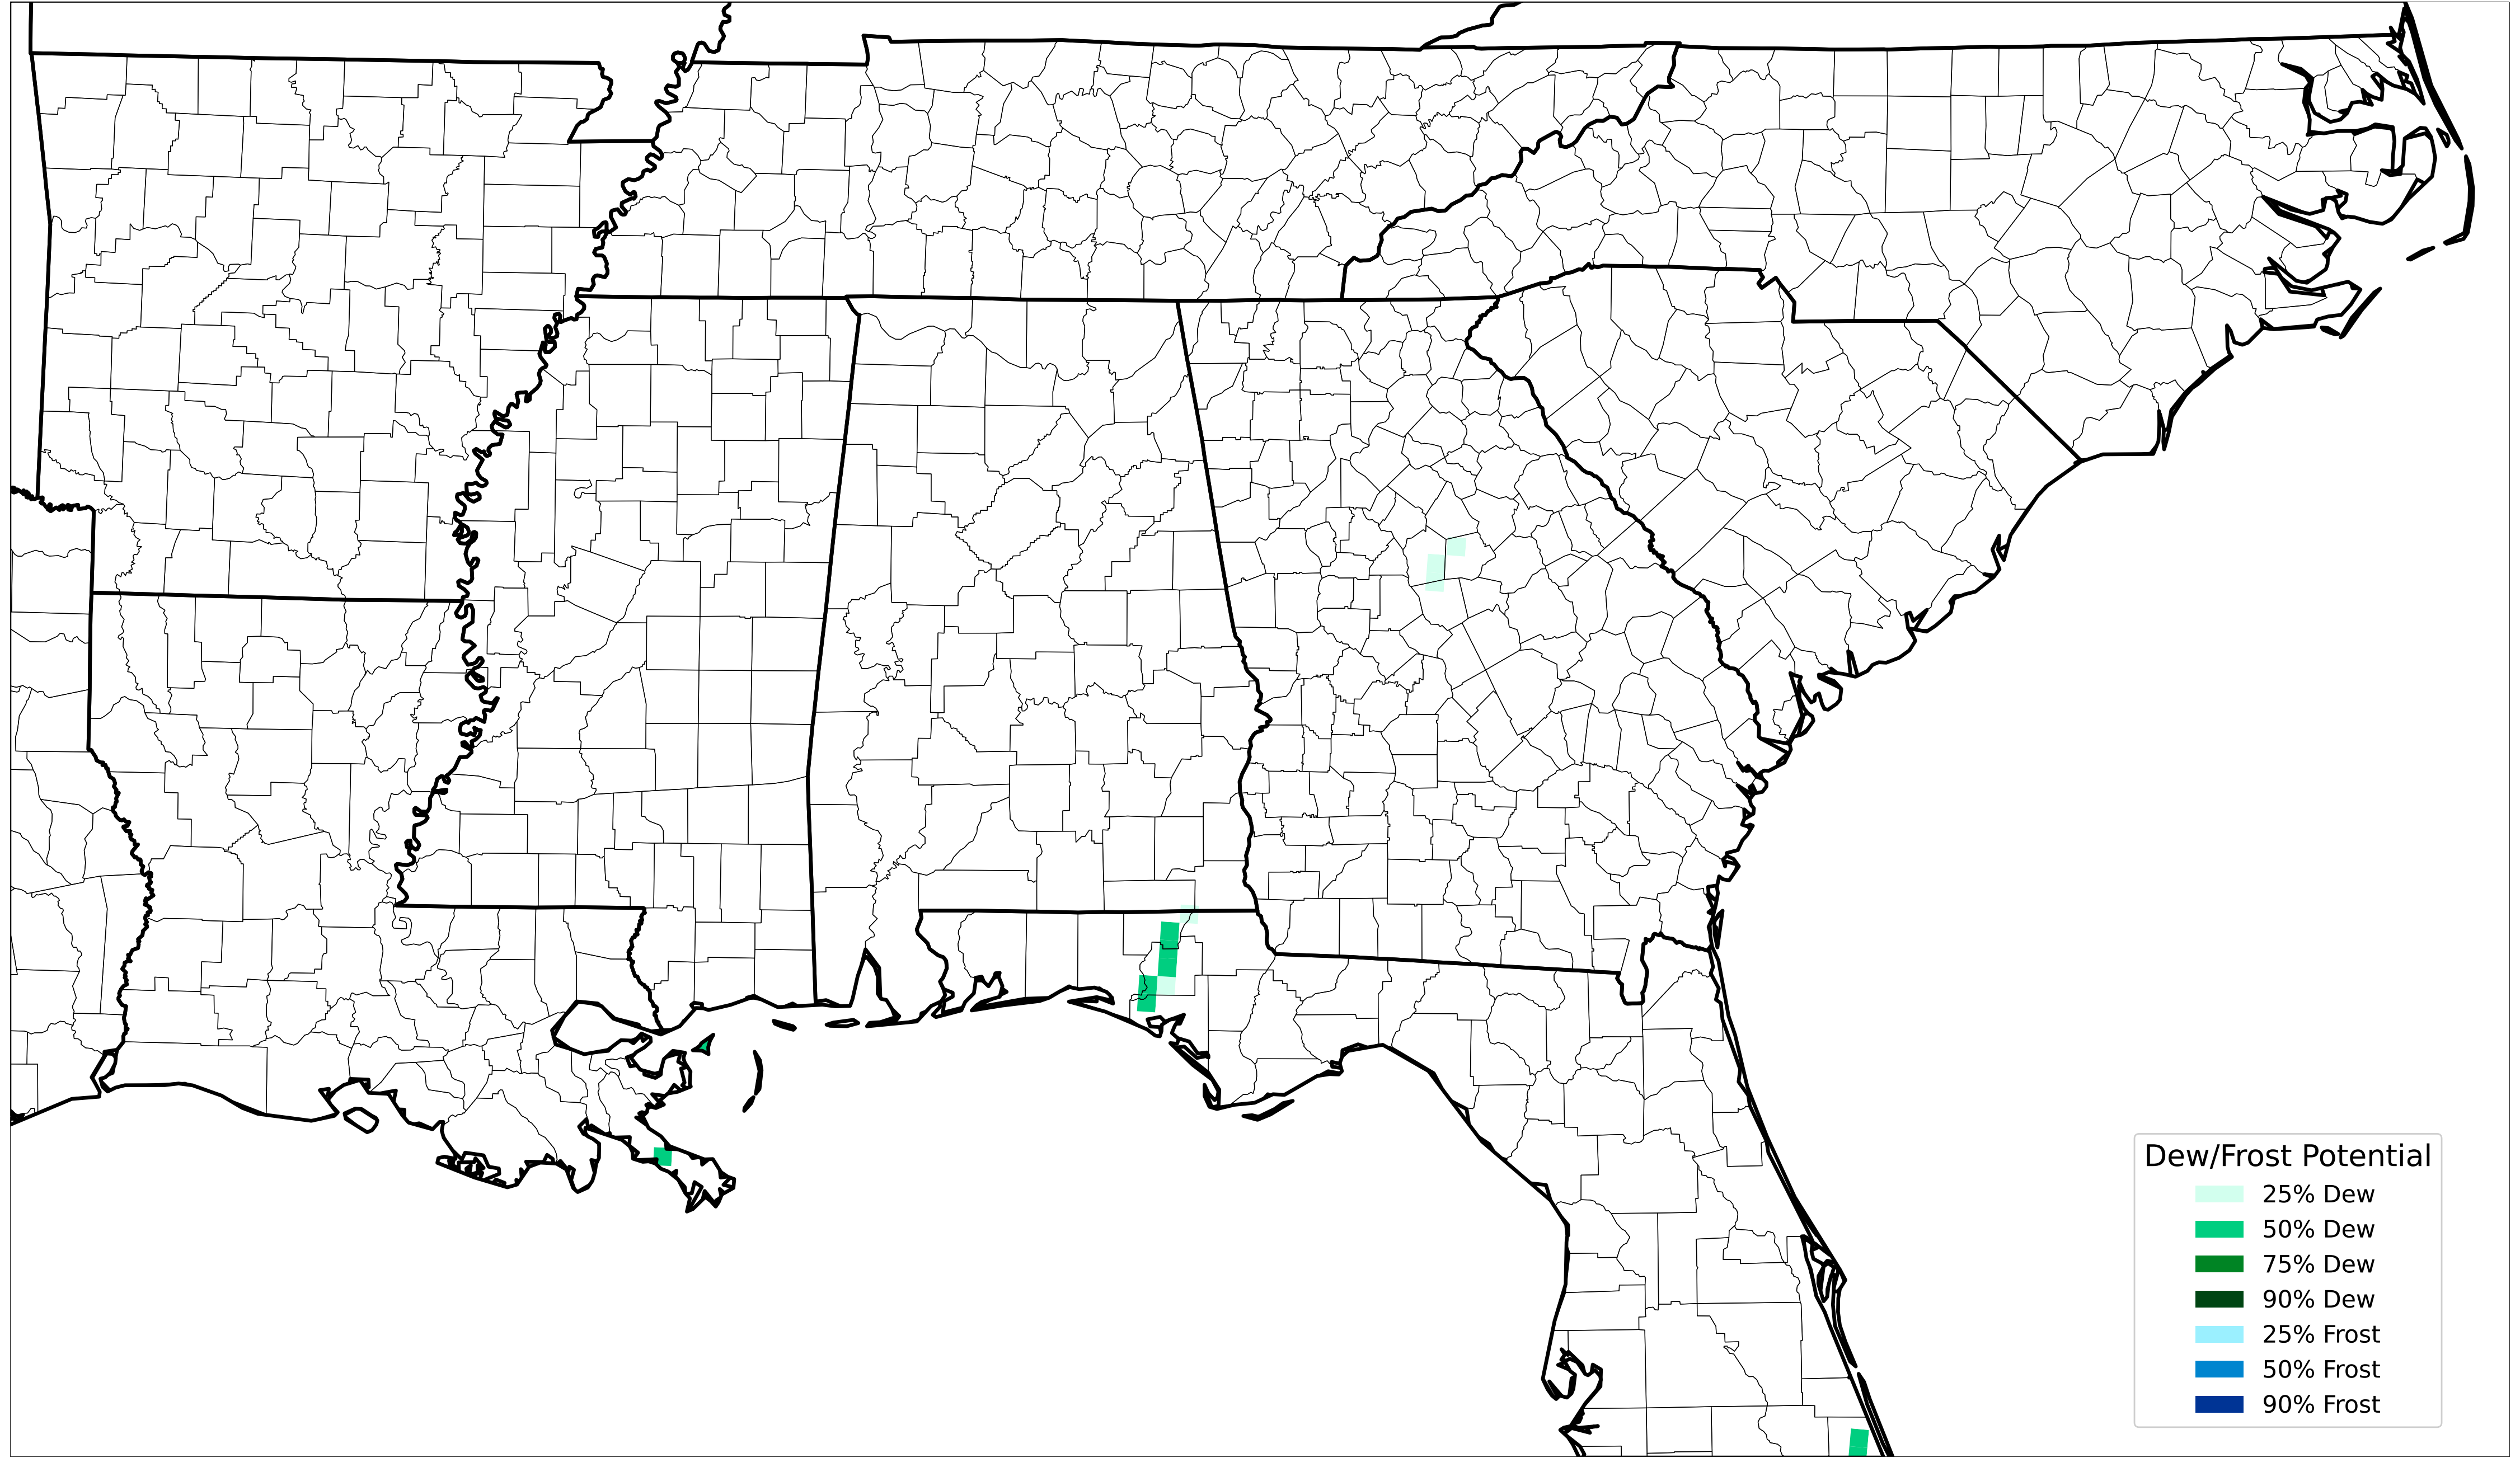 Dew/Frost Potential
25% Dew
50% Dew
75% Dew
90% Dew
25% Frost
50% Frost
90% Frost